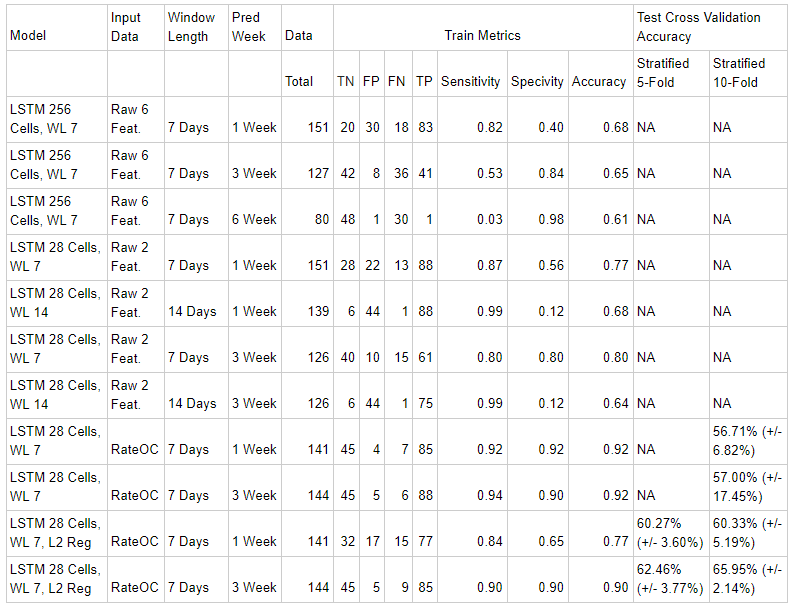 Model Input Data Window Length Pred Week Data Train Metrics Test Cross Validation Accuracy
Total TN FP FN TP Sensitivity Specivity Accuracy Stratified 5-Fold Stratified 10-Fold
LSTM 256 Cells, WL 7 Raw 6 Feat. 7 Days 1 Week 151 20 30 18 83 0.82 0.40 0.68 NA NA
LSTM 256 Cells, WL 7 Raw 6 Feat. 7 Days 3 Week 127 42 8 36 41 0.53 0.84 0.65 NA NA
LSTM 256 Cells, WL 7 Raw 6 Feat. 7 Days 6 Week 80 48 1 30 1 0.03 0.98 0.61 NA NA
LSTM 28 Cells, WL 7 Raw 2 Feat. 7 Days 1 Week 151 28 22 13 88 0.87 0.56 0.77 NA NA
LSTM 28 Cells, WL 14 Raw 2 Feat. 14 Days 1 Week 139 6 44 1 88 0.99 0.12 0.68 NA NA
LSTM 28 Cells, WL 7 Raw 2 Feat. 7 Days 3 Week 126 40 10 15 61 0.80 0.80 0.80 NA NA
LSTM 28 Cells, WL 14 Raw 2 Feat. 14 Days 3 Week 126 6 44 1 75 0.99 0.12 0.64 NA NA
LSTM 28 Cells, WL 7 RateOC 7 Days 1 Week 141 45 4 7 85 0.92 0.92 0.92 NA 56.71% (+/- 6.82%)
LSTM 28 Cells, WL 7 RateOC 7 Days 3 Week 144 45 5 6 88 0.94 0.90 0.92 NA 57.00% (+/- 17.45%)
LSTM 28 Cells, WL 7, L2 Reg RateOC 7 Days 1 Week 141 32 17 15 77 0.84 0.65 0.77 60.27% (+/- 3.60%) 60.33% (+/- 5.19%)
LSTM 28 Cells, WL 7, L2 Reg RateOC 7 Days 3 Week 144 45 5 9 85 0.90 0.90 0.90 62.46% (+/- 3.77%) 65.95% (+/- 2.14%)